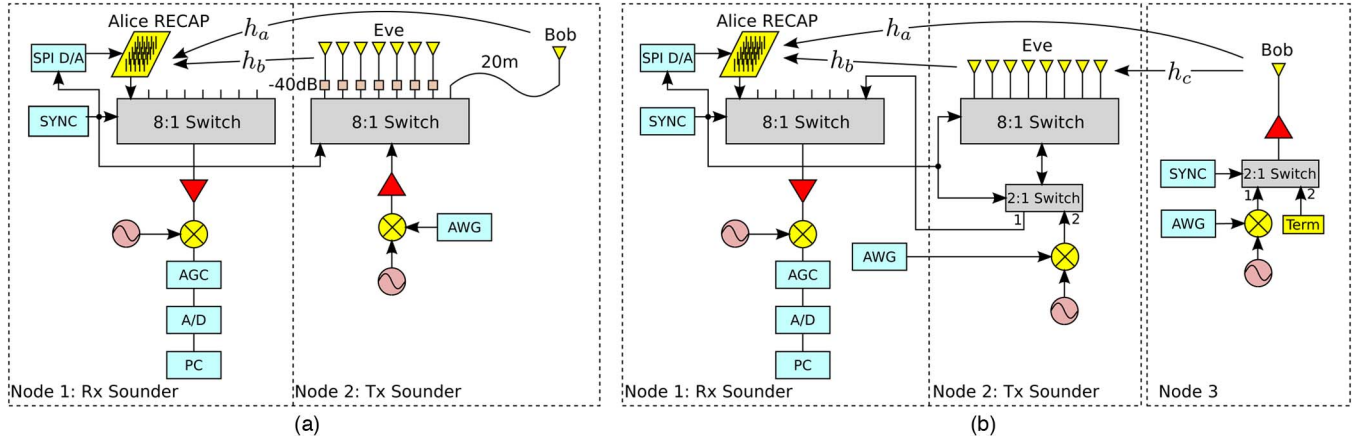 Alice RECAP
h_a
Bob
Eve
SPI D/A
h_b
20m
-40dB
SYNC
8:1 Switch
8:1 Switch
AWG
AGC
A/D
PC
Node 1: Rx Sounder
Node 2: Tx Sounder
(a)
Alice RECAP
h_a
Bob
Eve
SPI D/A
h_b
h_c
SYNC
8:1 Switch
8:1 Switch
SYNC
2:1 Switch
2:1 Switch
1
2
1
2
AWG
Term
AWG
AGC
A/D
PC
Node 1: Rx Sounder
Node 2: Tx Sounder
Node 3
(b)